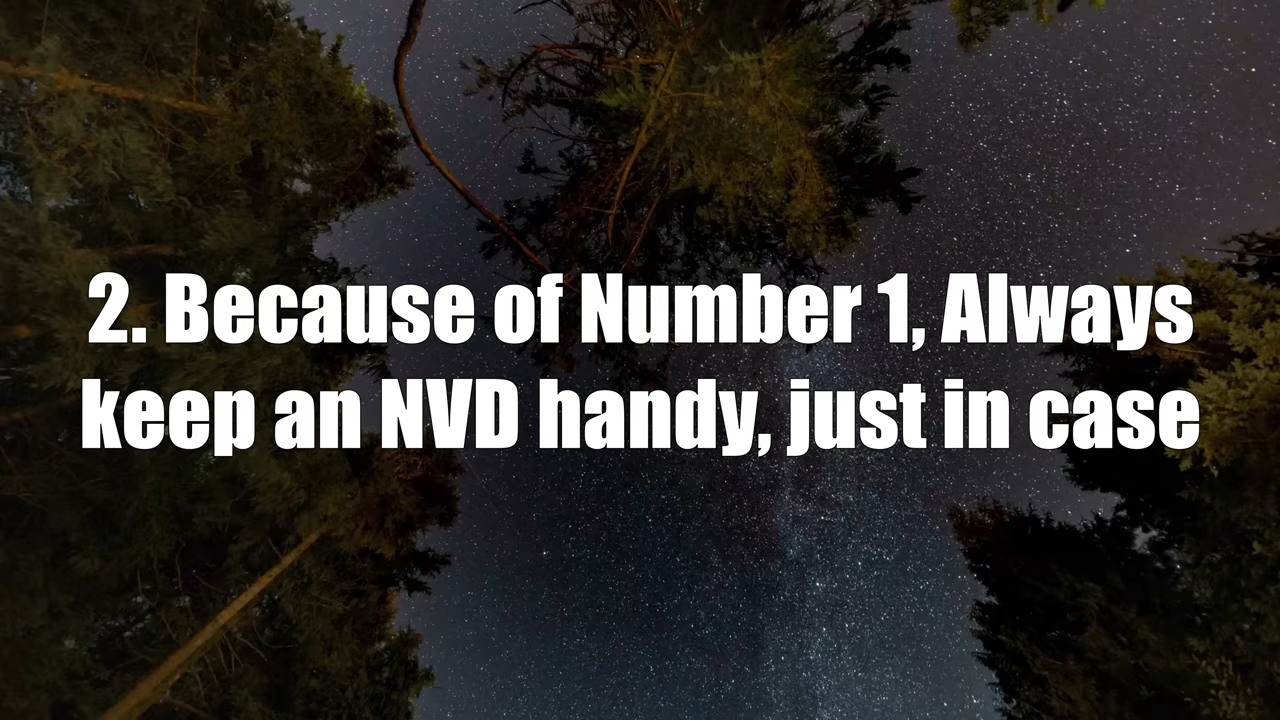 2. Because of Number 1, Always
keep an NVD handy, just in case